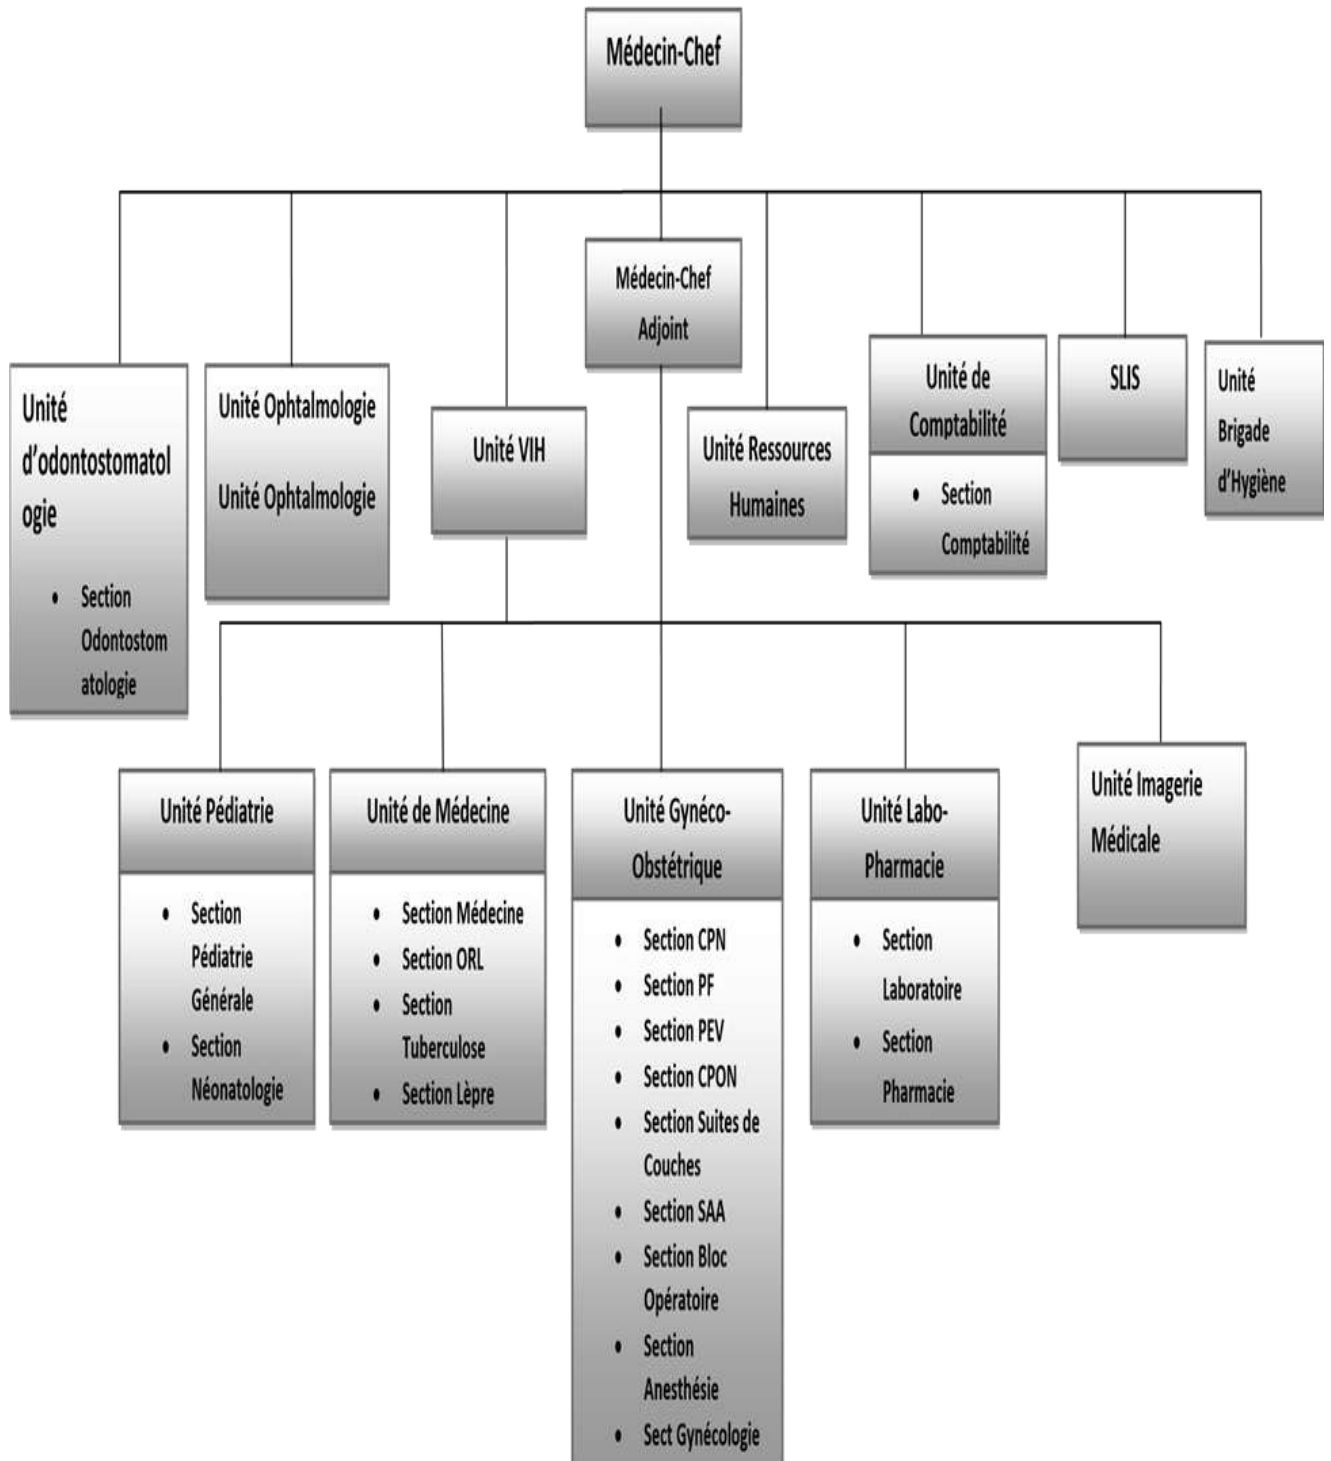 Médecin-Chef
Médecin-Chef
Adjoint
Unité
d'odontostomatol
ogie
• Section
Odontostom
atologie
Unité Ophtalmologie
Unité Ophtalmologie
Unité VIH
Unité Ressources
Humaines
Unité de
Comptabilité
• Section
Comptabilité
SLIS
Unité
Brigade
d'Hygiène
Unité Pédiatrie
• Section
Pédiatrie
Générale
• Section
Néonatologie
Unité de Médecine
• Section Médecine
• Section ORL
• Section
Tuberculose
• Section Lèpre
Unité Gynéco-
Obstétrique
• Section CPN
• Section PF
• Section PEV
• Section CPON
• Section Suites de
Couches
• Section SAA
• Section Bloc
Opératoire
• Section
Anesthésie
• Sect Gynécologie
Unité Labo-
Pharmacie
• Section
Laboratoire
• Section
Pharmacie
Unité Imagerie
Médicale